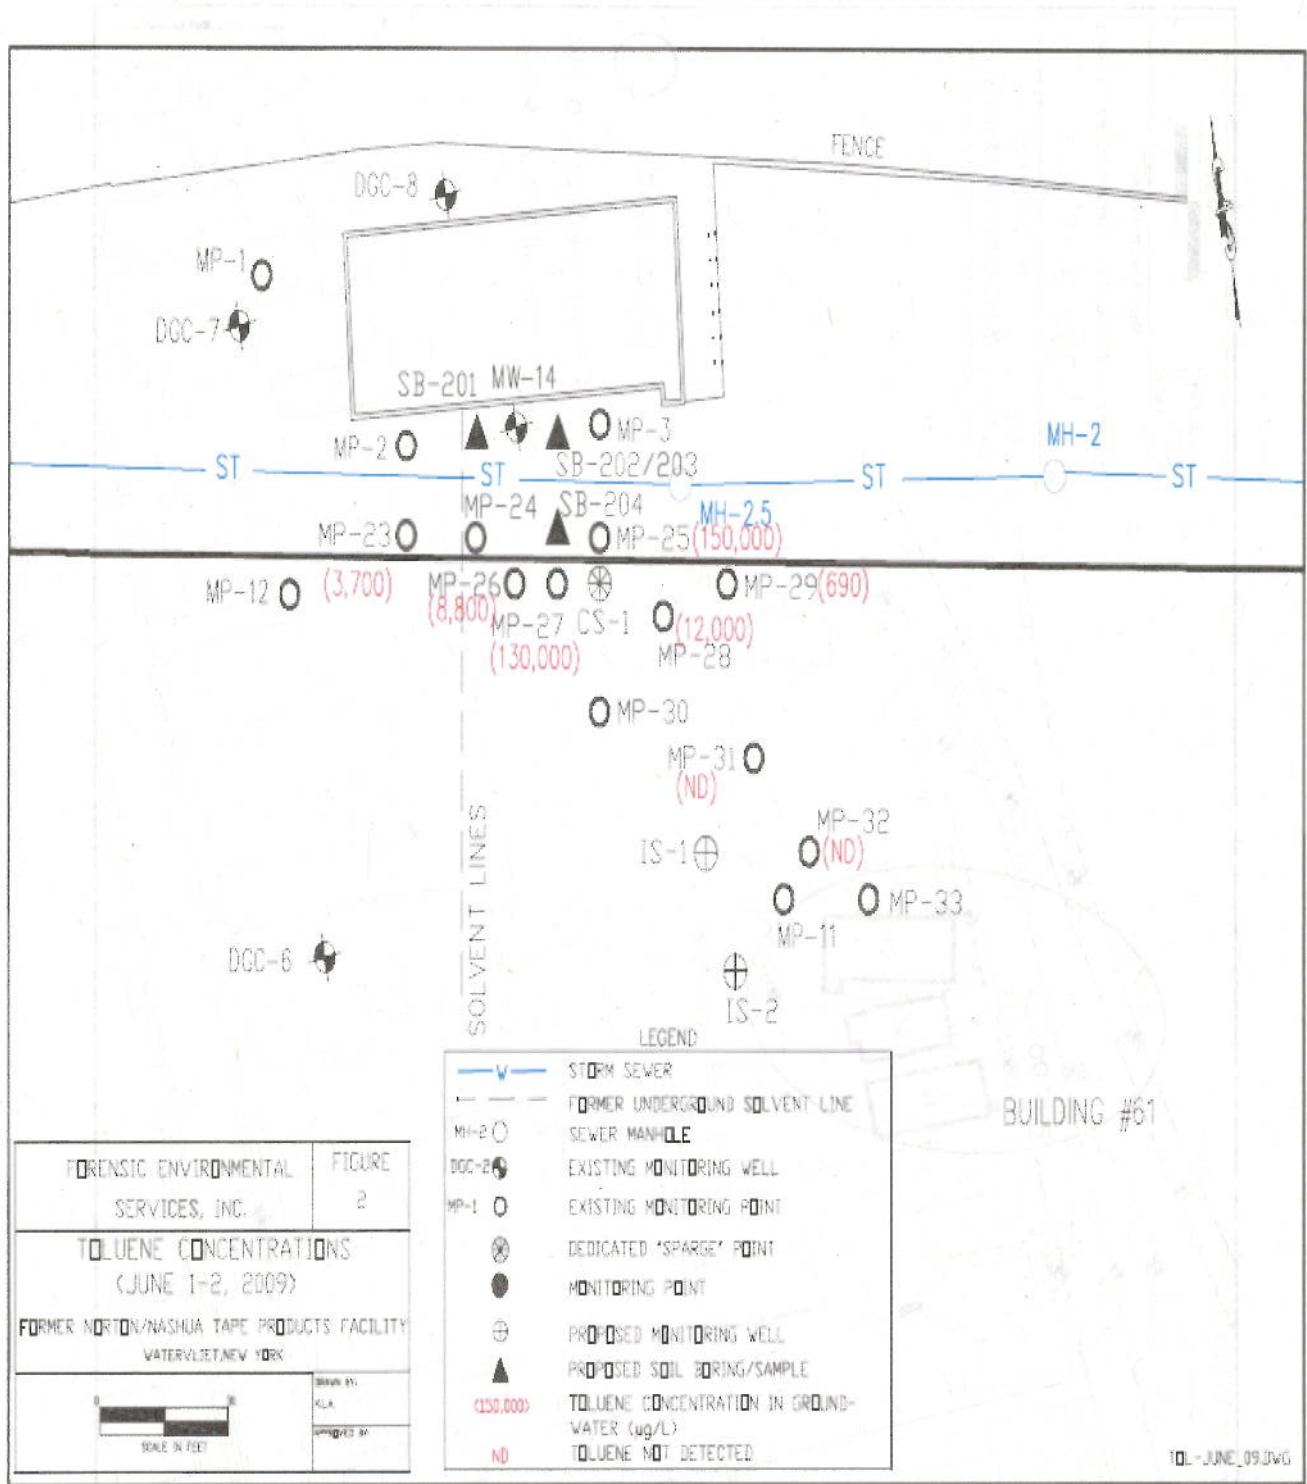 FENCE
DGC-8
MP-1
DGC-7
SB-201
MW-14
MP-2
MP-3
SB-202/203
MH-2
ST
ST
ST
ST
MH-2.5
MP-24
SB-204
MP-23
MP-25
(150,000)
MP-12
(3,700)
MP-26
(8,800)
MP-27
(130,000)
CS-1
MP-29
(690)
(12,000)
MP-28
MP-30
MP-31
(ND)
MP-32
(ND)
IS-1
MP-33
MP-11
SOLVENT LINES
DGC-6
IS-2
BUILDING #61
LEGEND
W
STORM SEWER
FORMER UNDERGROUND SOLVENT LINE
MH-2
SEWER MANHOLE
DGC-2
EXISTING MONITORING WELL
MP-1
EXISTING MONITORING POINT
DEDICATED "SPARGE" POINT
MONITORING POINT
PROPOSED MONITORING WELL
PROPOSED SOIL BORING/SAMPLE
(150,000)
TOLUENE CONCENTRATION IN GROUND-
WATER (ug/L)
ND
TOLUENE NOT DETECTED
FORENSIC ENVIRONMENTAL
SERVICES, INC.
FIGURE
2
TOLUENE CONCENTRATIONS
(JUNE 1-2, 2009)
FORMER NORTON/NASHUA TAPE PRODUCTS FACILITY
WATERVLIET,NEW YORK
0
SCALE IN FEET
DRAWN BY:
KLA
APPROVED BY:
TOL-JUNE_09.DWG